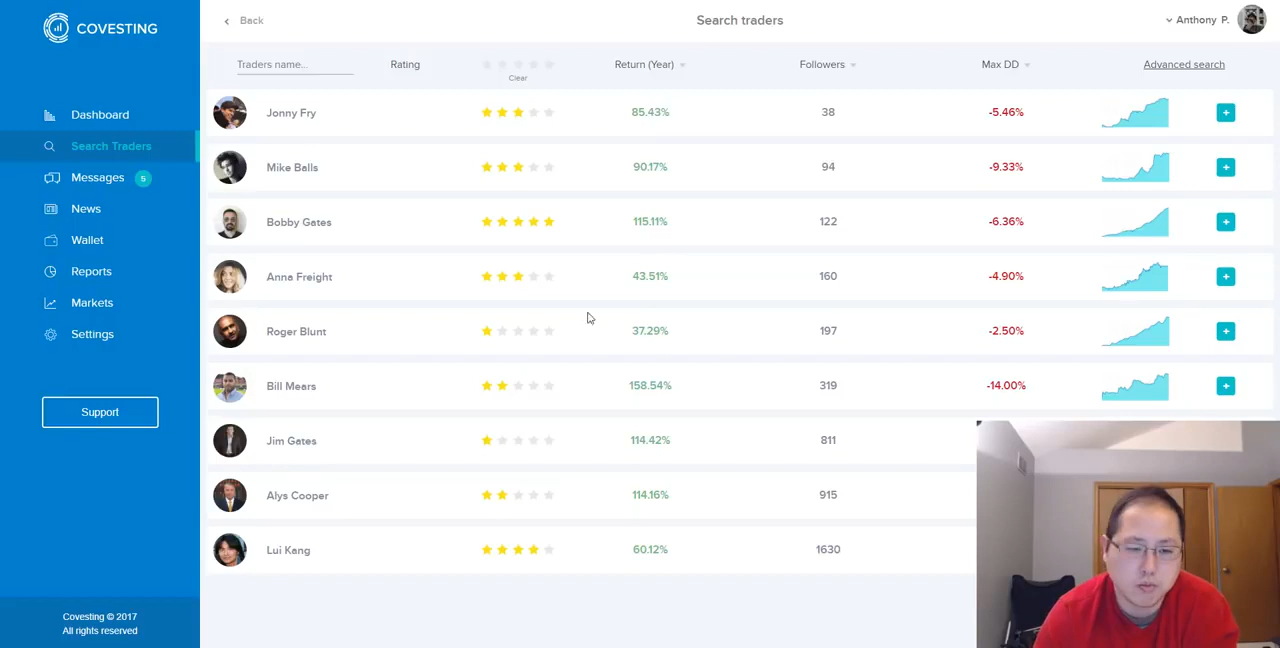 COVESTING
Back
Search traders
Anthony P.
Traders name...
Rating
Clear
Return (Year)
Followers
Max DD
Advanced search
Dashboard
Search Traders
Messages 5
News
Wallet
Reports
Markets
Settings
Support
Covesting © 2017
All rights reserved
Jonny Fry 85.43% 38 -5.46% +
Mike Balls 90.17% 94 -9.33% +
Bobby Gates 115.11% 122 -6.36% +
Anna Freight 43.51% 160 -4.90% +
Roger Blunt 37.29% 197 -2.50% +
Bill Mears 158.54% 319 -14.00% +
Jim Gates 114.42% 811
Alys Cooper 114.16% 915
Lui Kang 60.12% 1630